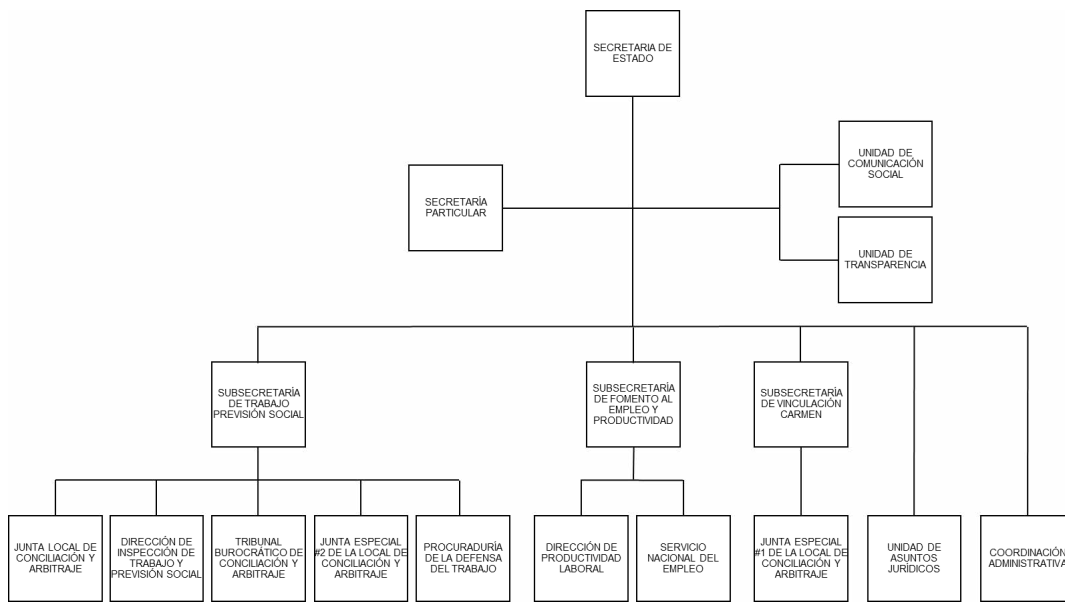 SECRETARIA DE
ESTADO
UNIDAD DE
COMUNICACIÓN
SOCIAL
SECRETARÍA
PARTICULAR
UNIDAD DE
TRANSPARENCIA
SUBSECRETARÍA
DE TRABAJO
PREVISIÓN SOCIAL
SUBSECRETARÍA
DE FOMENTO AL
EMPLEO Y
PRODUCTIVIDAD
SUBSECRETARÍA
DE VINCULACIÓN
CARMEN
JUNTA LOCAL DE
CONCILIACIÓN Y
ARBITRAJE
DIRECCIÓN DE
INSPECCIÓN DE
TRABAJO Y
PREVISIÓN SOCIAL
TRIBUNAL
BUROCRÁTICO DE
CONCILIACIÓN Y
ARBITRAJE
JUNTA ESPECIAL
#2 DE LA LOCAL DE
CONCILIACIÓN Y
ARBITRAJE
PROCURADURÍA
DE LA DEFENSA
DEL TRABAJO
DIRECCIÓN DE
PRODUCTIVIDAD
LABORAL
SERVICIO
NACIONAL DEL
EMPLEO
JUNTA ESPECIAL
#1 DE LA LOCAL DE
CONCILIACIÓN Y
ARBITRAJE
UNIDAD DE
ASUNTOS
JURÍDICOS
COORDINACIÓN
ADMINISTRATIVA